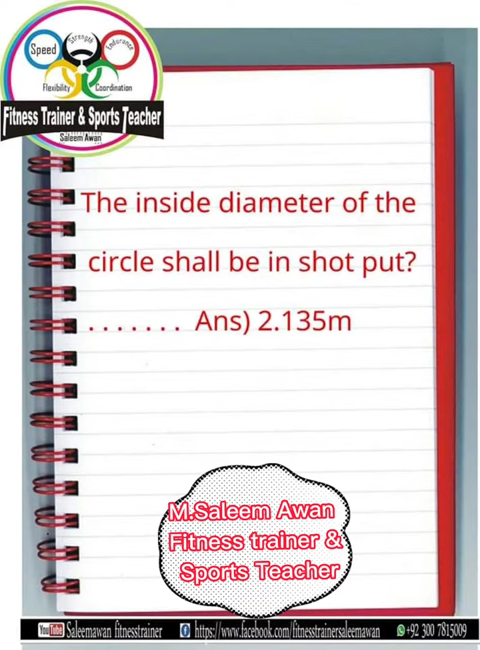 Speed
Strength
Endurance
Flexibility
Coordination
Fitness Trainer & Sports Teacher
Saleem Awan
The inside diameter of the
circle shall be in shot put?
. . . . . . . Ans) 2.135m
M.Saleem Awan
Fitness trainer &
Sports Teacher
YouTube Saleemawan fitnesstrainer f https://www.facebook.com/fitnesstrainersaleemawan +92 300 7815009